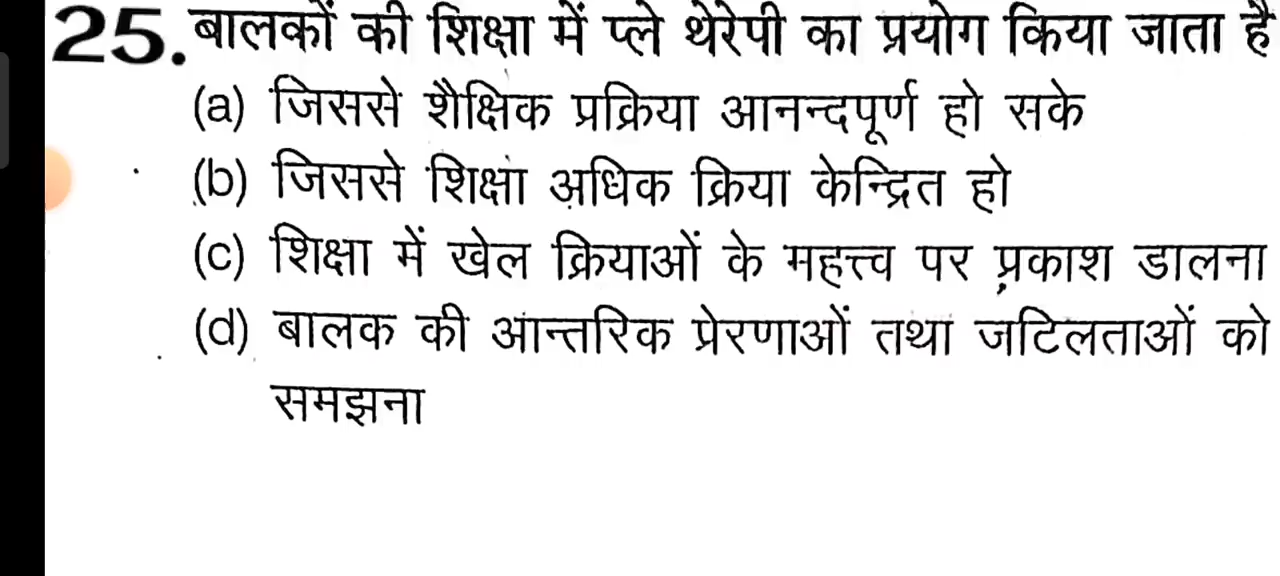 25. बालकों की शिक्षा में प्ले थेरेपी का प्रयोग किया जाता है
(a) जिससे शैक्षिक प्रक्रिया आनन्दपूर्ण हो सके
(b) जिससे शिक्षा अधिक क्रिया केन्द्रित हो
(c) शिक्षा में खेल क्रियाओं के महत्त्व पर प्रकाश डालना
(d) बालक की आन्तरिक प्रेरणाओं तथा जटिलताओं को
समझना